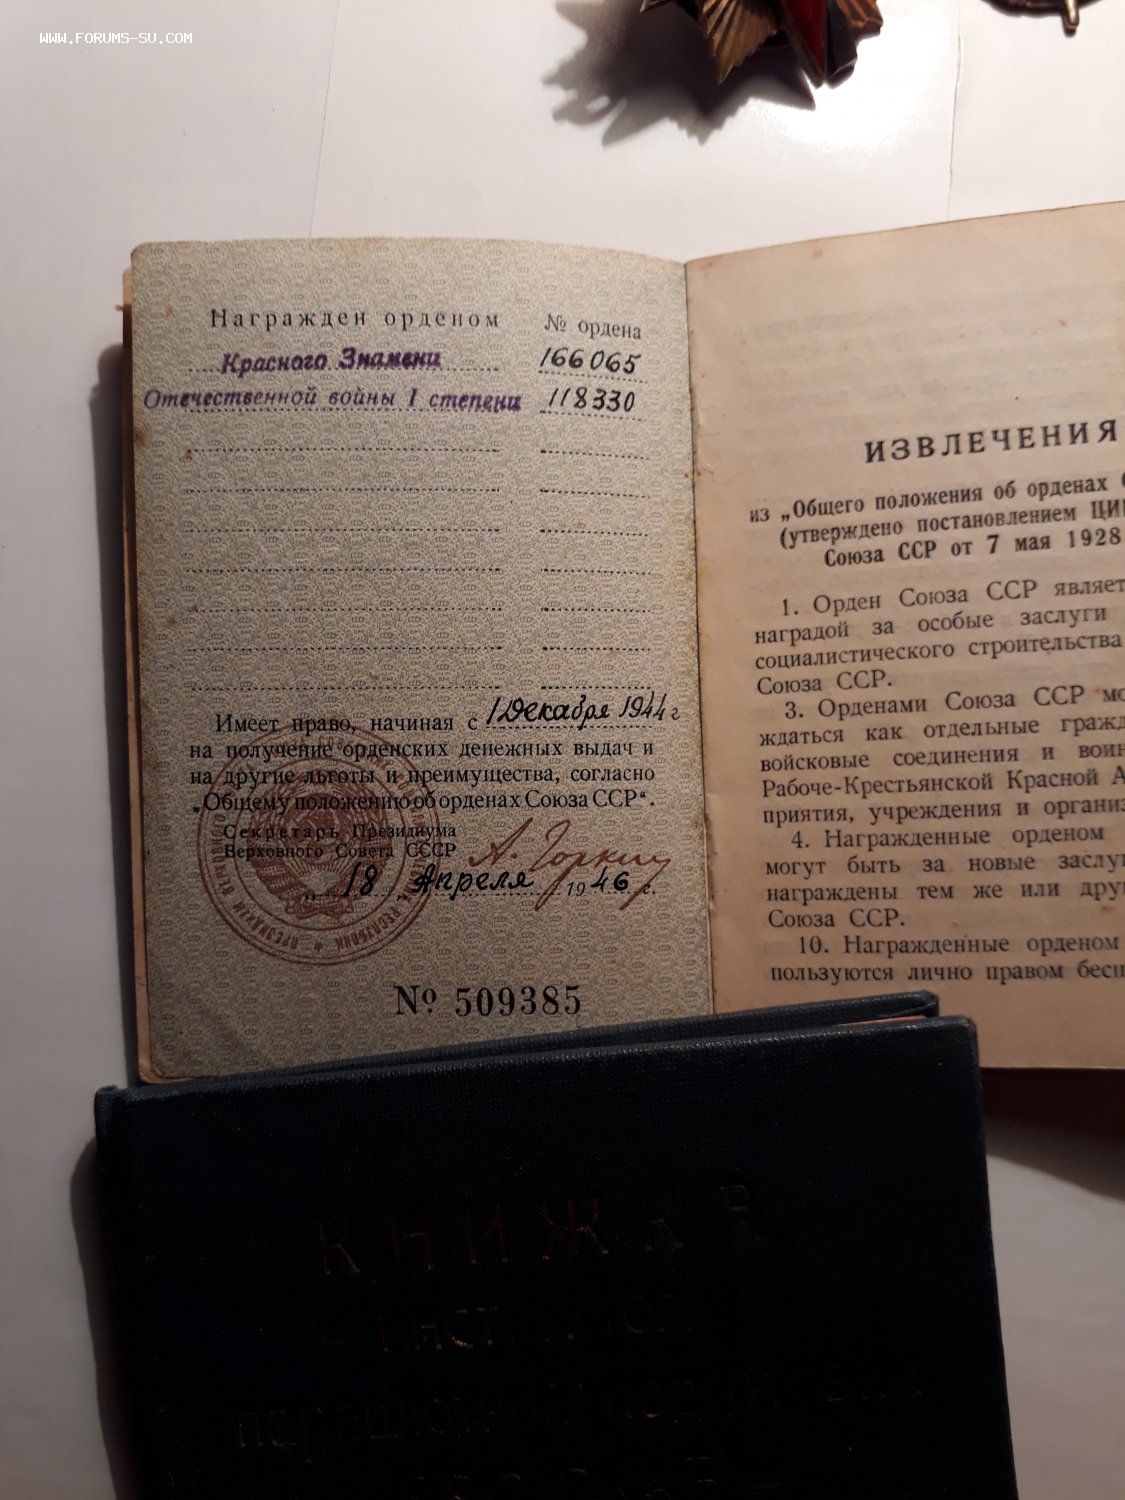 WWW.FORUMS-SU.COM
Награжден орденом № ордена
Красного Знамени 166065
Отечественной войны I степени 118330
Имеет право, начиная с 1 Декабря 1944 г
на получение орденских денежных выдач и
на другие льготы и преимущества, согласно
„Общему положению об орденах Союза ССР“.
Секретарь Президиума
Верховного Совета СССР А. Горкин
„ 18 „ Апреля 1946 г.
№ 509385
ИЗВЛЕЧЕНИЯ
из „Общего положения об орденах
(утверждено постановлением ЦИК
Союза ССР от 7 мая 1928
1. Орден Союза ССР являет
наградой за особые заслуги
социалистического строительства
Союза ССР.
3. Орденами Союза ССР мо
ждаться как отдельные гражд
войсковые соединения и воин
Рабоче-Крестьянской Красной А
приятия, учреждения и организ
4. Награжденные орденом
могут быть за новые заслу
награждены тем же или дру
Союза ССР.
10. Награжденные орденом
пользуются лично правом бесп
КНИЖКА
ИНСТРУКТОРА
парашютной подготовки